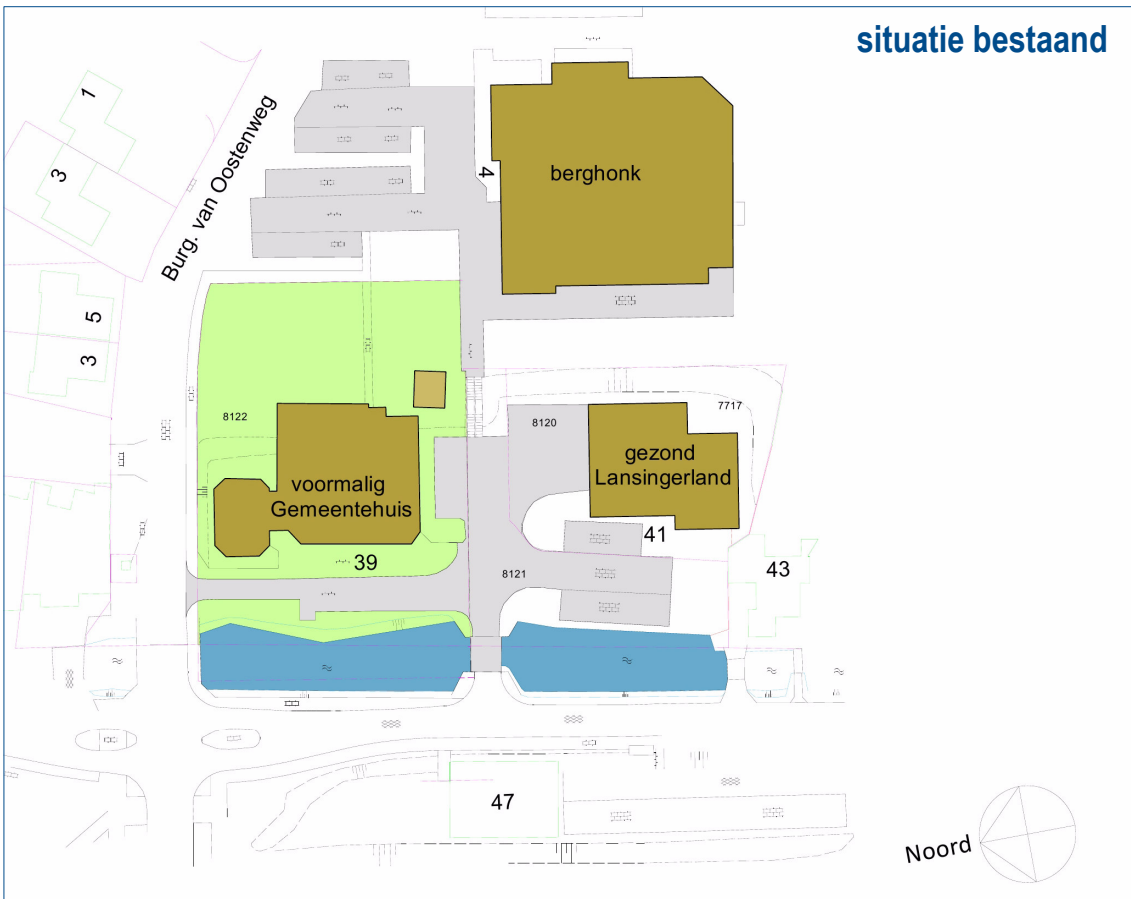 situatie bestaand
1
3
Burg. van Oostenweg
4
berghonk
5
3
8122
8120
7717
voormalig
Gemeentehuis
gezond
Lansingerland
39
41
8121
43
47
Noord